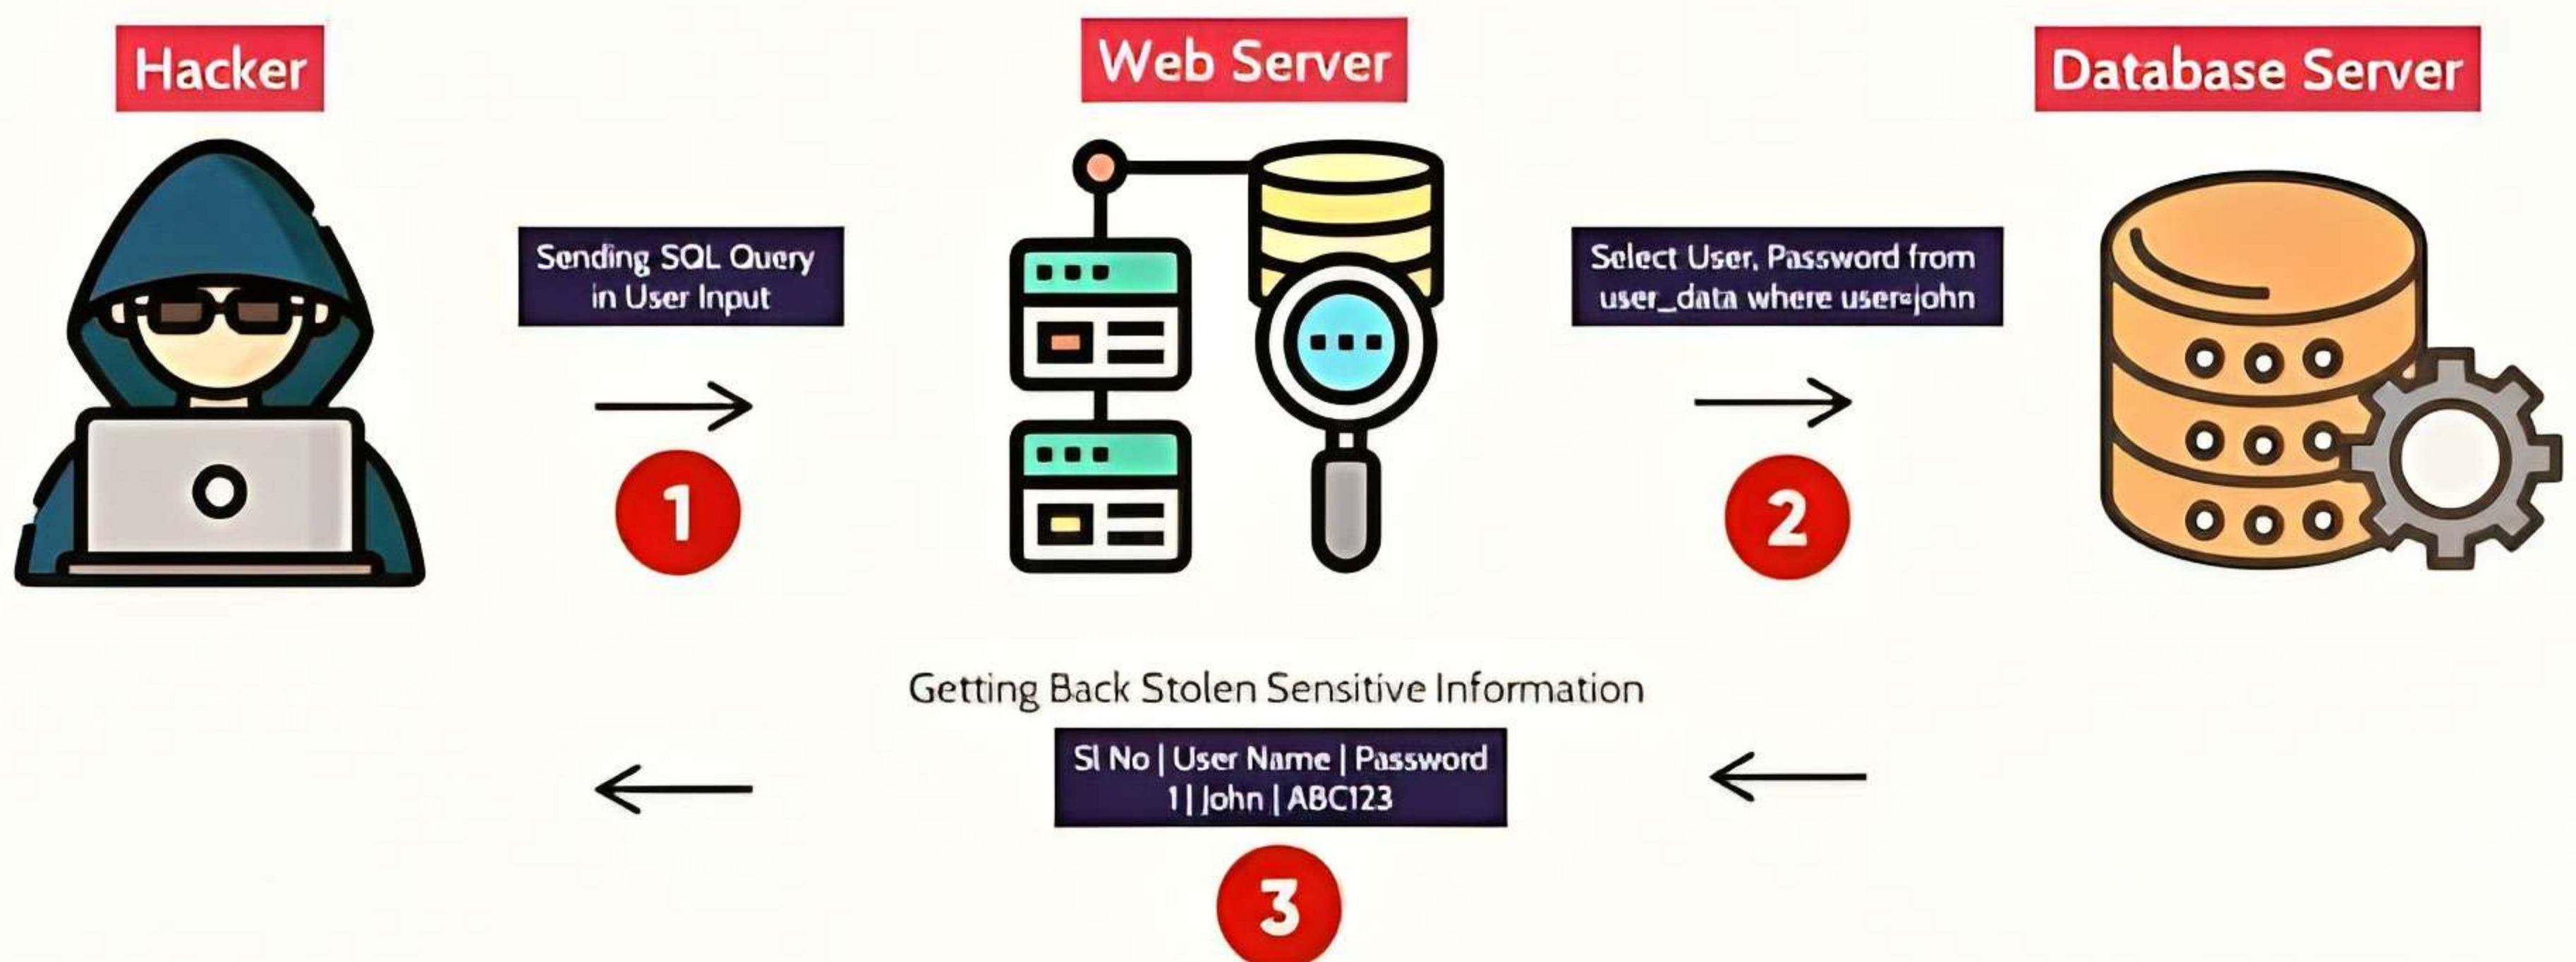 Hacker
Web Server
Database Server
Sending SQL Query
in User Input
Select User, Password from
user_data where user=john
1
2
Getting Back Stolen Sensitive Information
Sl No | User Name | Password
1 | John | ABC123
3